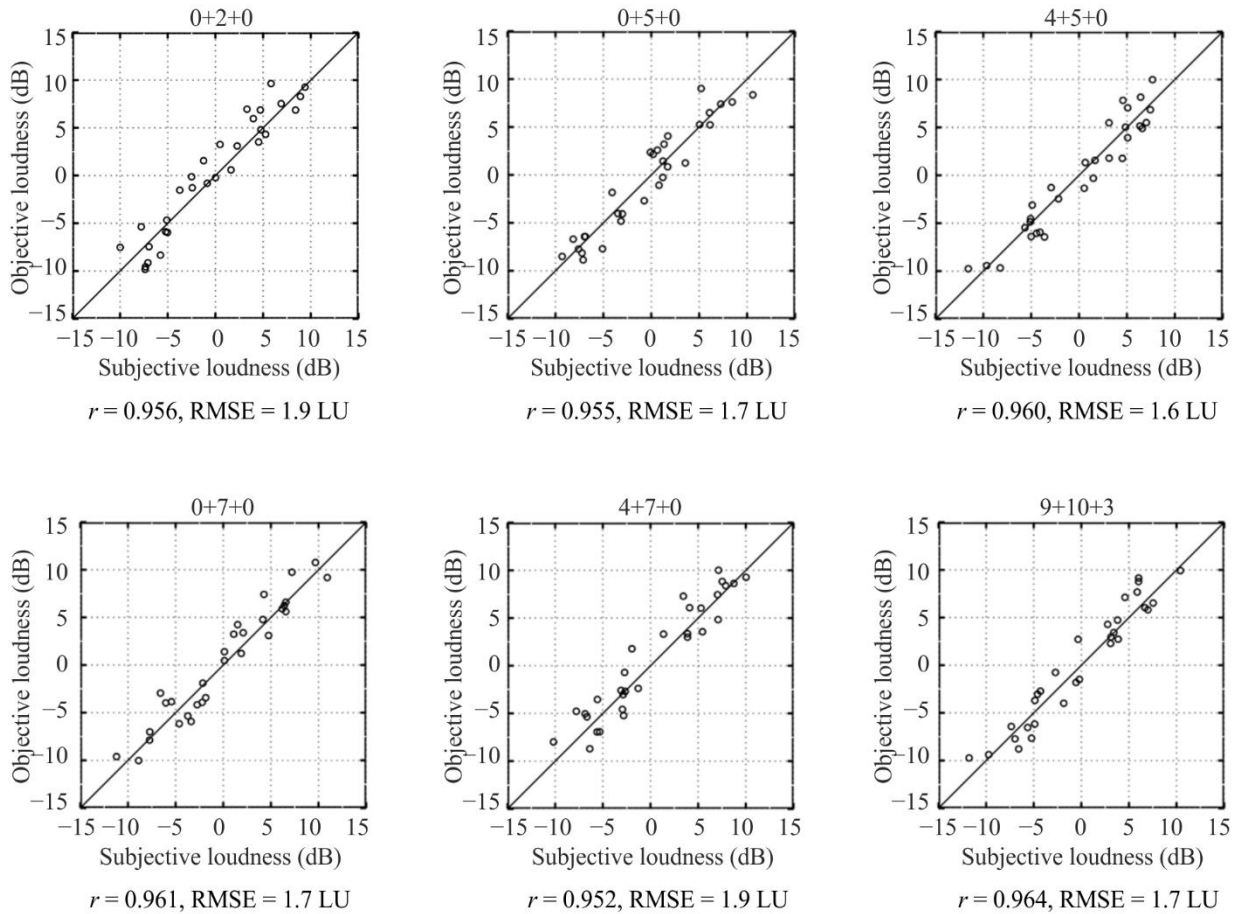 0+2+0
15
10
5
0
−5
−10
−15
Objective loudness (dB)
−15 −10 −5 0 5 10 15
Subjective loudness (dB)
r = 0.956, RMSE = 1.9 LU
0+5+0
15
10
5
0
−5
−10
−15
Objective loudness (dB)
−15 −10 −5 0 5 10 15
Subjective loudness (dB)
r = 0.955, RMSE = 1.7 LU
4+5+0
15
10
5
0
−5
−10
−15
Objective loudness (dB)
−15 −10 −5 0 5 10 15
Subjective loudness (dB)
r = 0.960, RMSE = 1.6 LU
0+7+0
15
10
5
0
−5
−10
−15
Objective loudness (dB)
−15 −10 −5 0 5 10 15
Subjective loudness (dB)
r = 0.961, RMSE = 1.7 LU
4+7+0
15
10
5
0
−5
−10
−15
Objective loudness (dB)
−15 −10 −5 0 5 10 15
Subjective loudness (dB)
r = 0.952, RMSE = 1.9 LU
9+10+3
15
10
5
0
−5
−10
−15
Objective loudness (dB)
−15 −10 −5 0 5 10 15
Subjective loudness (dB)
r = 0.964, RMSE = 1.7 LU